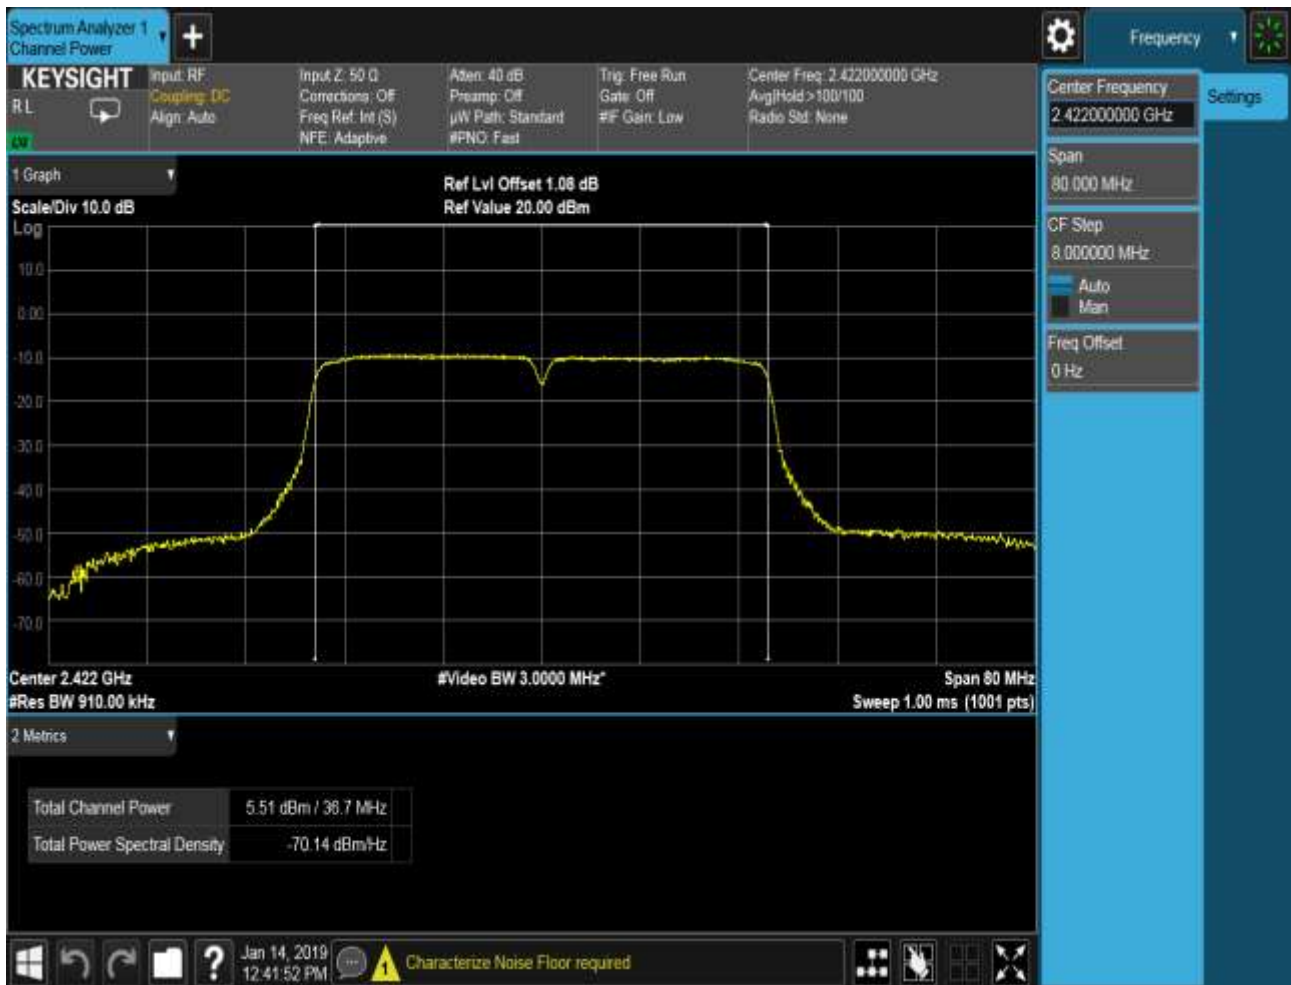 Spectrum Analyzer 1
Channel Power
+
Frequency
KEYSIGHT
R L
Input: RF
Coupling: DC
Align: Auto
Input Z: 50 Ω
Corrections: Off
Freq Ref: Int (S)
NFE: Adaptive
Atten: 40 dB
Preamp: Off
µW Path: Standard
#PNO: Fast
Trig: Free Run
Gate: Off
#IF Gain: Low
Center Freq: 2.422000000 GHz
Avg|Hold:>100/100
Radio Std: None
Center Frequency
2.422000000 GHz
Settings
Span
80.000 MHz
CF Step
8.000000 MHz
Auto
Man
Freq Offset
0 Hz
1 Graph
Scale/Div 10.0 dB
Ref Lvl Offset 1.08 dB
Ref Value 20.00 dBm
Log
10.0
0.00
-10.0
-20.0
-30.0
-40.0
-50.0
-60.0
-70.0
Center 2.422 GHz
#Video BW 3.0000 MHz*
Span 80 MHz
#Res BW 910.00 kHz
Sweep 1.00 ms (1001 pts)
2 Metrics
Total Channel Power 5.51 dBm / 36.7 MHz
Total Power Spectral Density -70.14 dBm/Hz
?
Jan 14, 2019
12:41:52 PM
1
Characterize Noise Floor required